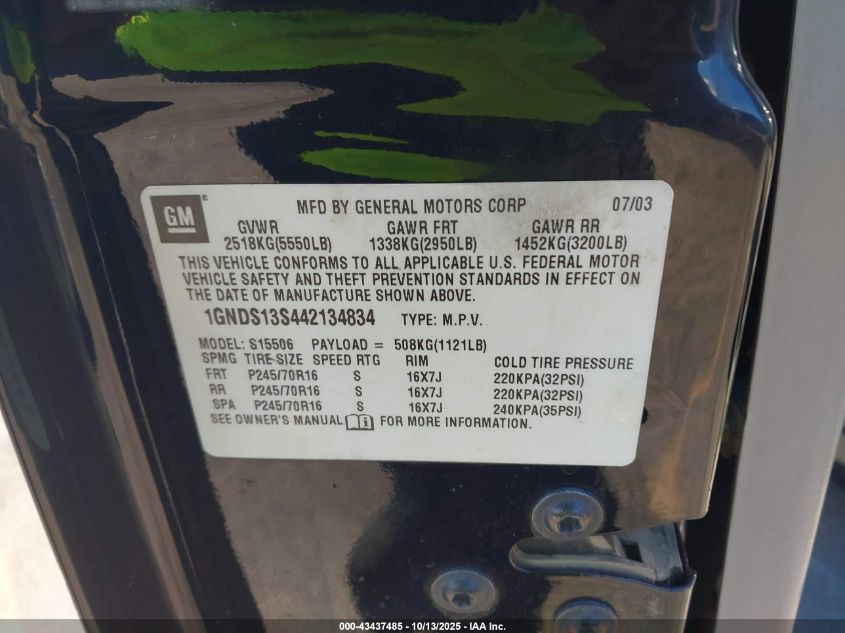 GM®
MFD BY GENERAL MOTORS CORP 07/03
GVWR GAWR FRT GAWR RR
2518KG(5550LB) 1338KG(2950LB) 1452KG(3200LB)
THIS VEHICLE CONFORMS TO ALL APPLICABLE U.S. FEDERAL MOTOR
VEHICLE SAFETY AND THEFT PREVENTION STANDARDS IN EFFECT ON
THE DATE OF MANUFACTURE SHOWN ABOVE.
1GNDS13S442134834 TYPE: M.P.V.
MODEL: S15506 PAYLOAD = 508KG(1121LB)
SPMG TIRE-SIZE SPEED RTG RIM COLD TIRE PRESSURE
FRT P245/70R16 S 16X7J 220KPA(32PSI)
RR P245/70R16 S 16X7J 220KPA(32PSI)
SPA P245/70R16 S 16X7J 240KPA(35PSI)
SEE OWNER'S MANUAL FOR MORE INFORMATION.
000-43437485 - 10/13/2025 - IAA Inc.